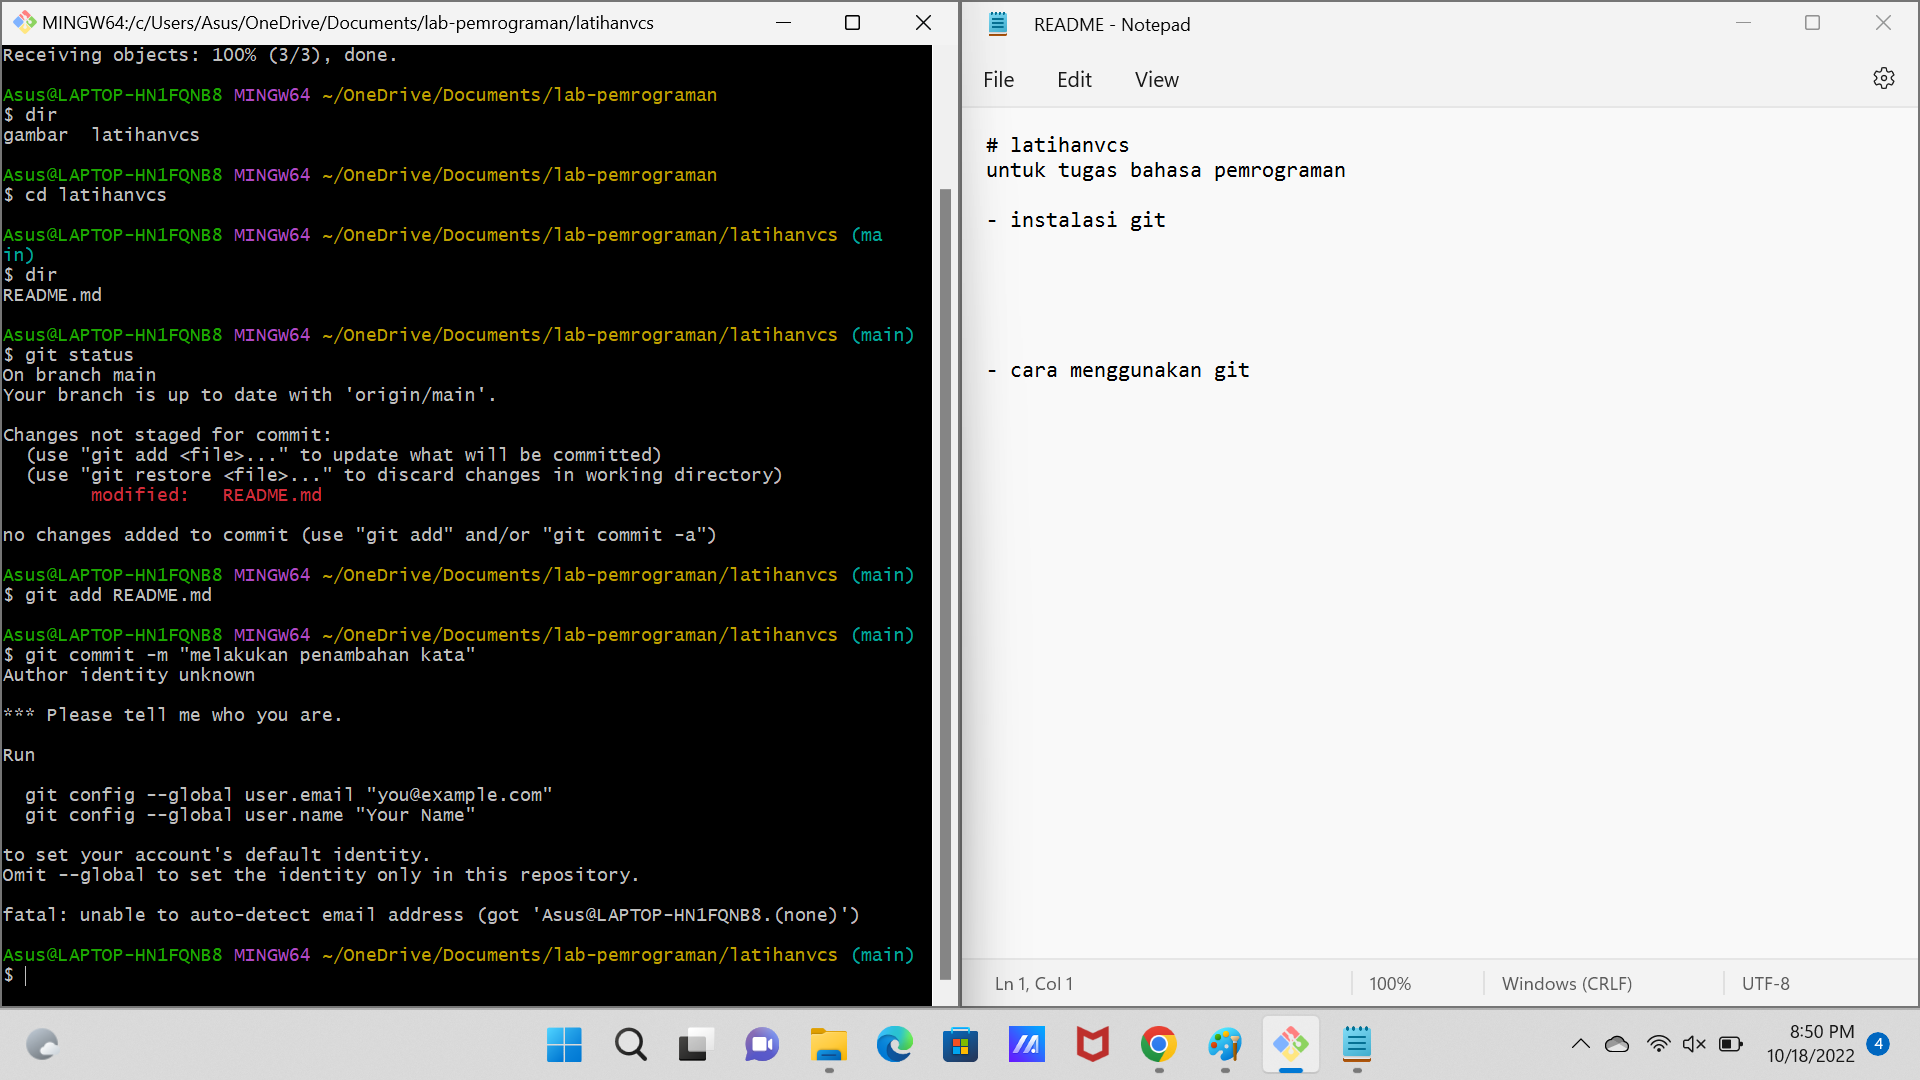 MINGW64:/c/Users/Asus/OneDrive/Documents/lab-pemrograman/latihanvcs
Receiving objects: 100% (3/3), done.
Asus@LAPTOP-HN1FQNB8 MINGW64 ~/OneDrive/Documents/lab-pemrograman
$ dir
gambar  latihanvcs
Asus@LAPTOP-HN1FQNB8 MINGW64 ~/OneDrive/Documents/lab-pemrograman
$ cd latihanvcs
Asus@LAPTOP-HN1FQNB8 MINGW64 ~/OneDrive/Documents/lab-pemrograman/latihanvcs (ma
in)
$ dir
README.md
Asus@LAPTOP-HN1FQNB8 MINGW64 ~/OneDrive/Documents/lab-pemrograman/latihanvcs (main)
$ git status
On branch main
Your branch is up to date with 'origin/main'.
Changes not staged for commit:
  (use "git add <file>..." to update what will be committed)
  (use "git restore <file>..." to discard changes in working directory)
        modified:   README.md
no changes added to commit (use "git add" and/or "git commit -a")
Asus@LAPTOP-HN1FQNB8 MINGW64 ~/OneDrive/Documents/lab-pemrograman/latihanvcs (main)
$ git add README.md
Asus@LAPTOP-HN1FQNB8 MINGW64 ~/OneDrive/Documents/lab-pemrograman/latihanvcs (main)
$ git commit -m "melakukan penambahan kata"
Author identity unknown
*** Please tell me who you are.
Run
  git config --global user.email "you@example.com"
  git config --global user.name "Your Name"
to set your account's default identity.
Omit --global to set the identity only in this repository.
fatal: unable to auto-detect email address (got 'Asus@LAPTOP-HN1FQNB8.(none)')
Asus@LAPTOP-HN1FQNB8 MINGW64 ~/OneDrive/Documents/lab-pemrograman/latihanvcs (main)
$
README - Notepad
File Edit View
# latihanvcs
untuk tugas bahasa pemrograman
- instalasi git
- cara menggunakan git
Ln 1, Col 1 100% Windows (CRLF) UTF-8
8:50 PM
10/18/2022
4